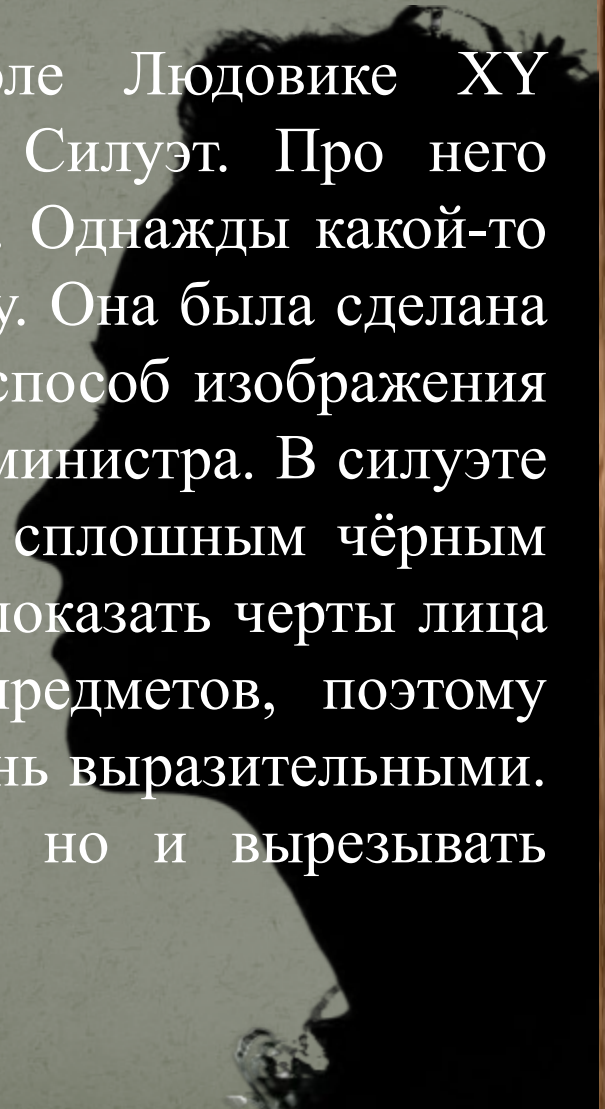 ле Людовике XY
Силуэт. Про него
Однажды какой-то
у. Она была сделана
способ изображения
министра. В силуэте
сплошным чёрным
показать черты лица
предметов, поэтому
нь выразительными.
но и вырезывать